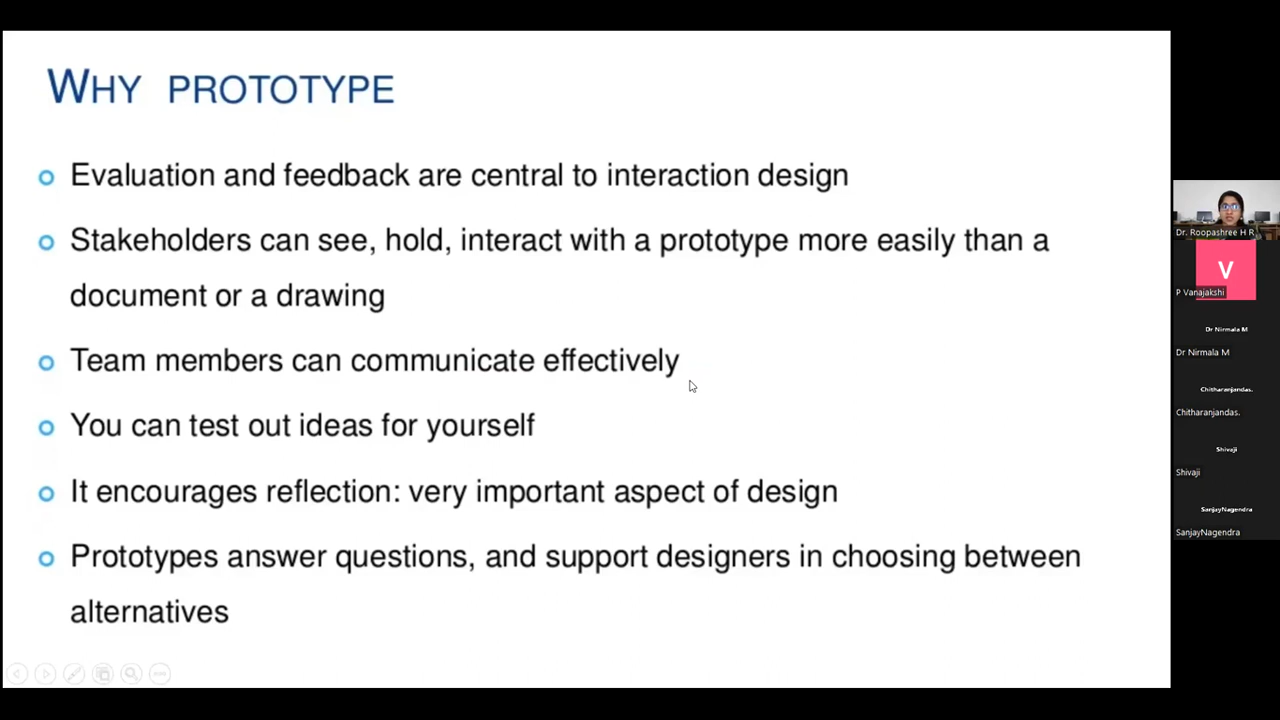 WHY PROTOTYPE
Evaluation and feedback are central to interaction design
Stakeholders can see, hold, interact with a prototype more easily than a
document or a drawing
Team members can communicate effectively
You can test out ideas for yourself
It encourages reflection: very important aspect of design
Prototypes answer questions, and support designers in choosing between
alternatives
Dr. Roopashree H R
V
P Vanajakshi
Dr Nirmala M
Dr Nirmala M
Chitharanjandas.
Chitharanjandas.
Shivaji
Shivaji
SanjayNagendra
SanjayNagendra